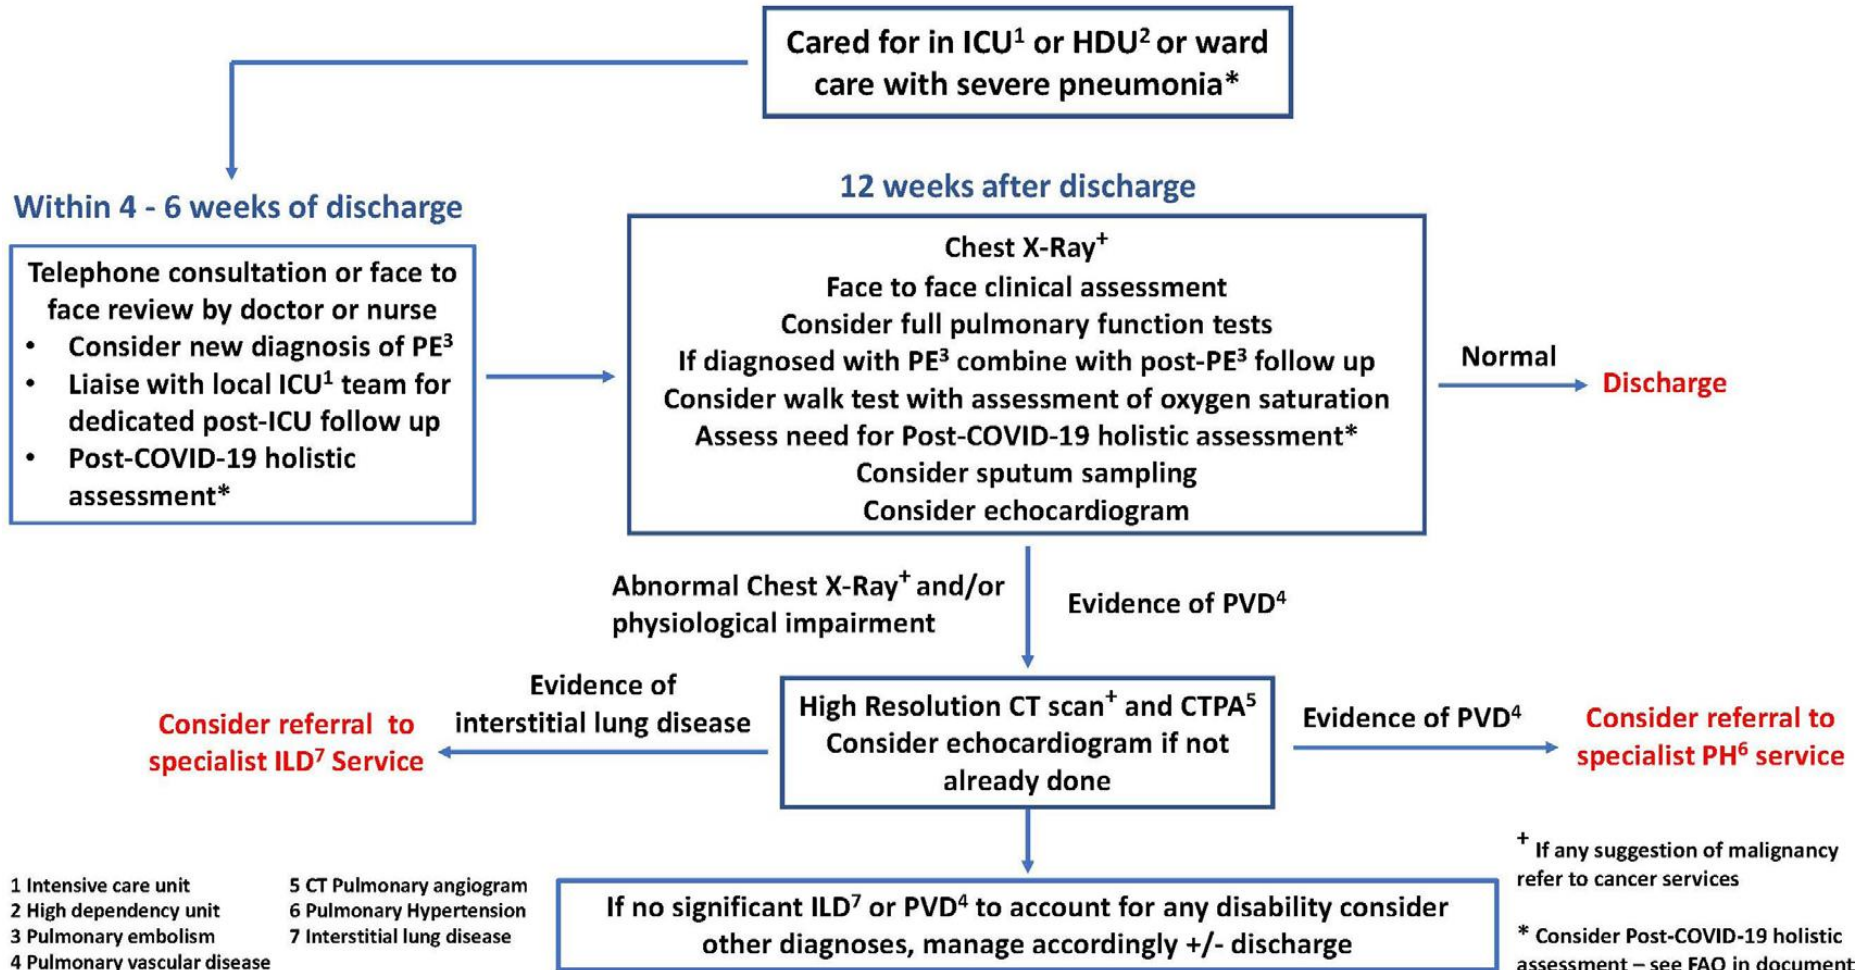 Cared for in ICU¹ or HDU² or ward
care with severe pneumonia*
Within 4 - 6 weeks of discharge
Telephone consultation or face to
face review by doctor or nurse
• Consider new diagnosis of PE³
• Liaise with local ICU¹ team for
dedicated post-ICU follow up
• Post-COVID-19 holistic
assessment*
12 weeks after discharge
Chest X-Ray⁺
Face to face clinical assessment
Consider full pulmonary function tests
If diagnosed with PE³ combine with post-PE³ follow up
Consider walk test with assessment of oxygen saturation
Assess need for Post-COVID-19 holistic assessment*
Consider sputum sampling
Consider echocardiogram
Normal
Discharge
Abnormal Chest X-Ray⁺ and/or
physiological impairment
Evidence of PVD⁴
High Resolution CT scan⁺ and CTPA⁵
Consider echocardiogram if not
already done
Evidence of
interstitial lung disease
Consider referral to
specialist ILD⁷ Service
Evidence of PVD⁴
Consider referral to
specialist PH⁶ service
If no significant ILD⁷ or PVD⁴ to account for any disability consider
other diagnoses, manage accordingly +/- discharge
1 Intensive care unit
2 High dependency unit
3 Pulmonary embolism
4 Pulmonary vascular disease
5 CT Pulmonary angiogram
6 Pulmonary Hypertension
7 Interstitial lung disease
⁺ If any suggestion of malignancy
refer to cancer services
* Consider Post-COVID-19 holistic
assessment – see FAQ in document